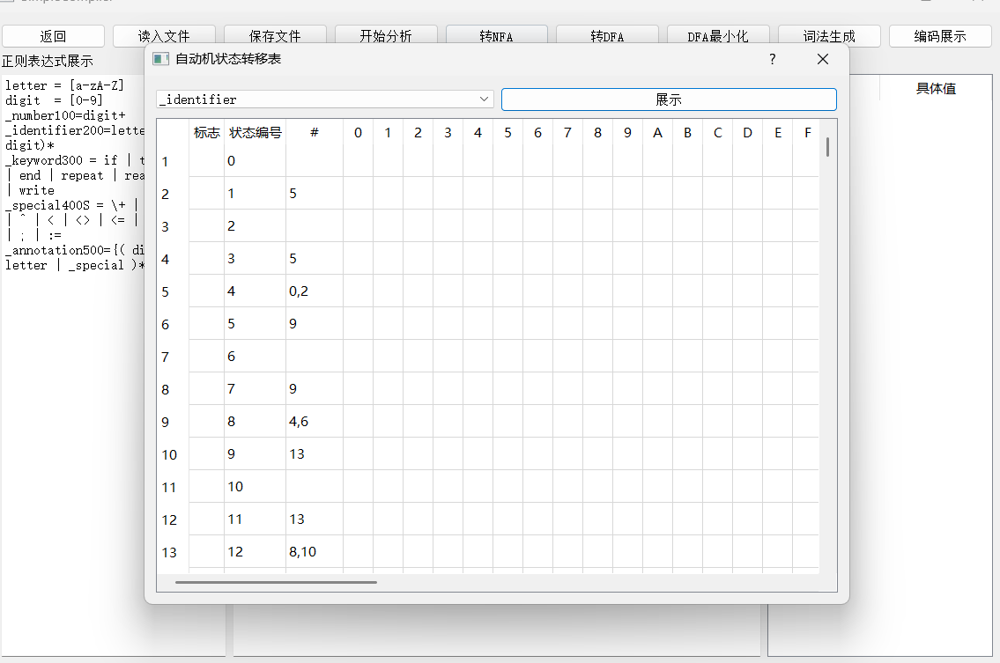 返回 读入文件 保存文件 开始分析 转NFA 转DFA DFA最小化 词法生成 编码展示
正则表达式展示
letter = [a-zA-Z]
digit = [0-9]
_number100=digit+
_identifier200=lette
digit)*
_keyword300 = if | t
| end | repeat | rea
| write
_special400S = \+ |
| ^ | < | <> | <= |
| ; | :=
_annotation500={( di
letter | _special )*
自动机状态转移表 ?
_identifier 展示
标志 状态编号 # 0 1 2 3 4 5 6 7 8 9 A B C D E F
1 0
2 1 5
3 2
4 3 5
5 4 0,2
6 5 9
7 6
8 7 9
9 8 4,6
10 9 13
11 10
12 11 13
13 12 8,10
具体值